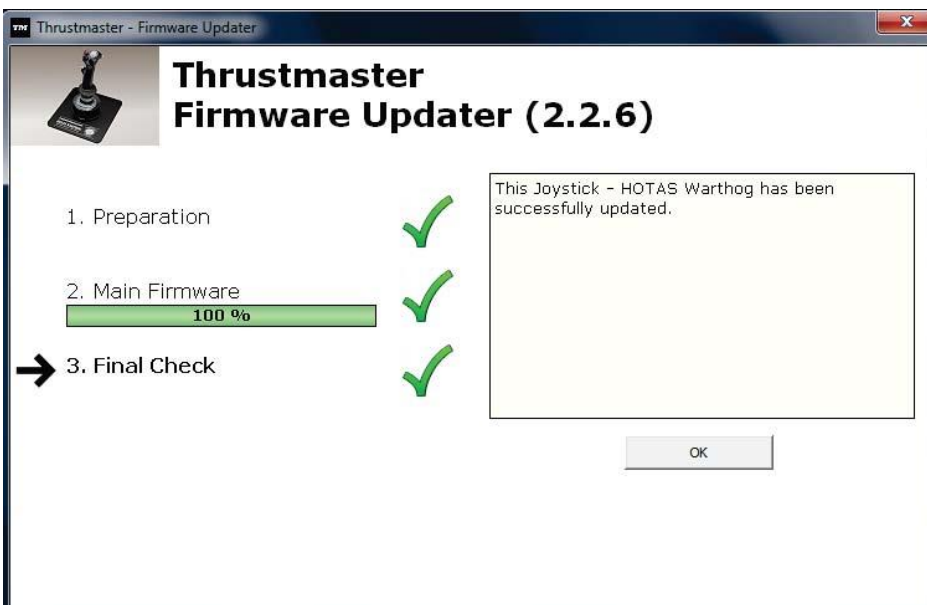 TM Thrustmaster - Firmware Updater
Thrustmaster
Firmware Updater (2.2.6)
1. Preparation
2. Main Firmware
100 %
3. Final Check
This Joystick - HOTAS Warthog has been
successfully updated.
OK